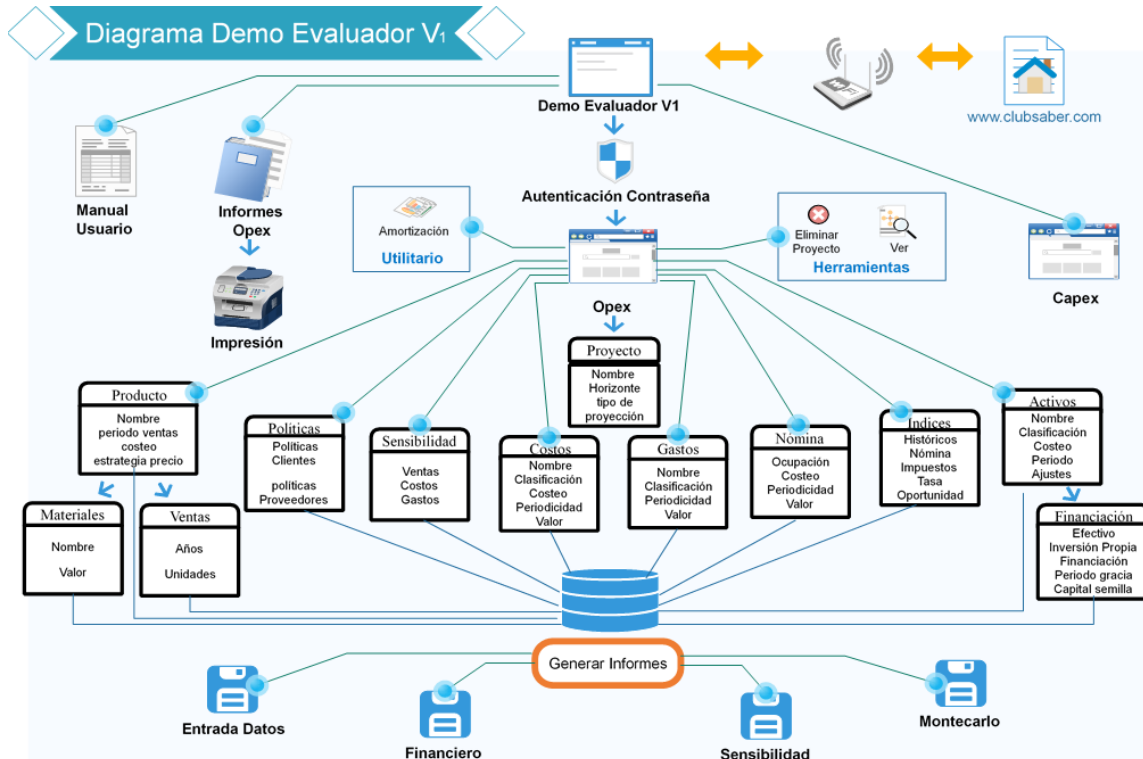 Diagrama Demo Evaluador V1
Demo Evaluador V1
www.clubsaber.com
Manual
Usuario
Informes
Opex
Impresión
Autenticación Contraseña
Amortización
Utilitario
Eliminar
Proyecto
Ver
Herramientas
Opex
Capex
Proyecto
Nombre
Horizonte
tipo de
proyección
Producto
Nombre
periodo ventas
costeo
estrategia precio
Políticas
Políticas
Clientes
políticas
Proveedores
Sensibilidad
Ventas
Costos
Gastos
Costos
Nombre
Clasificación
Costeo
Periodicidad
Valor
Gastos
Nombre
Clasificación
Periodicidad
Valor
Nómina
Ocupación
Costeo
Periodicidad
Valor
Indices
Históricos
Nómina
Impuestos
Tasa
Oportunidad
Activos
Nombre
Clasificación
Costeo
Periodo
Ajustes
Materiales
Nombre
Valor
Ventas
Años
Unidades
Financiación
Efectivo
Inversión Propia
Financiación
Periodo gracia
Capital semilla
Generar Informes
Entrada Datos
Financiero
Sensibilidad
Montecarlo